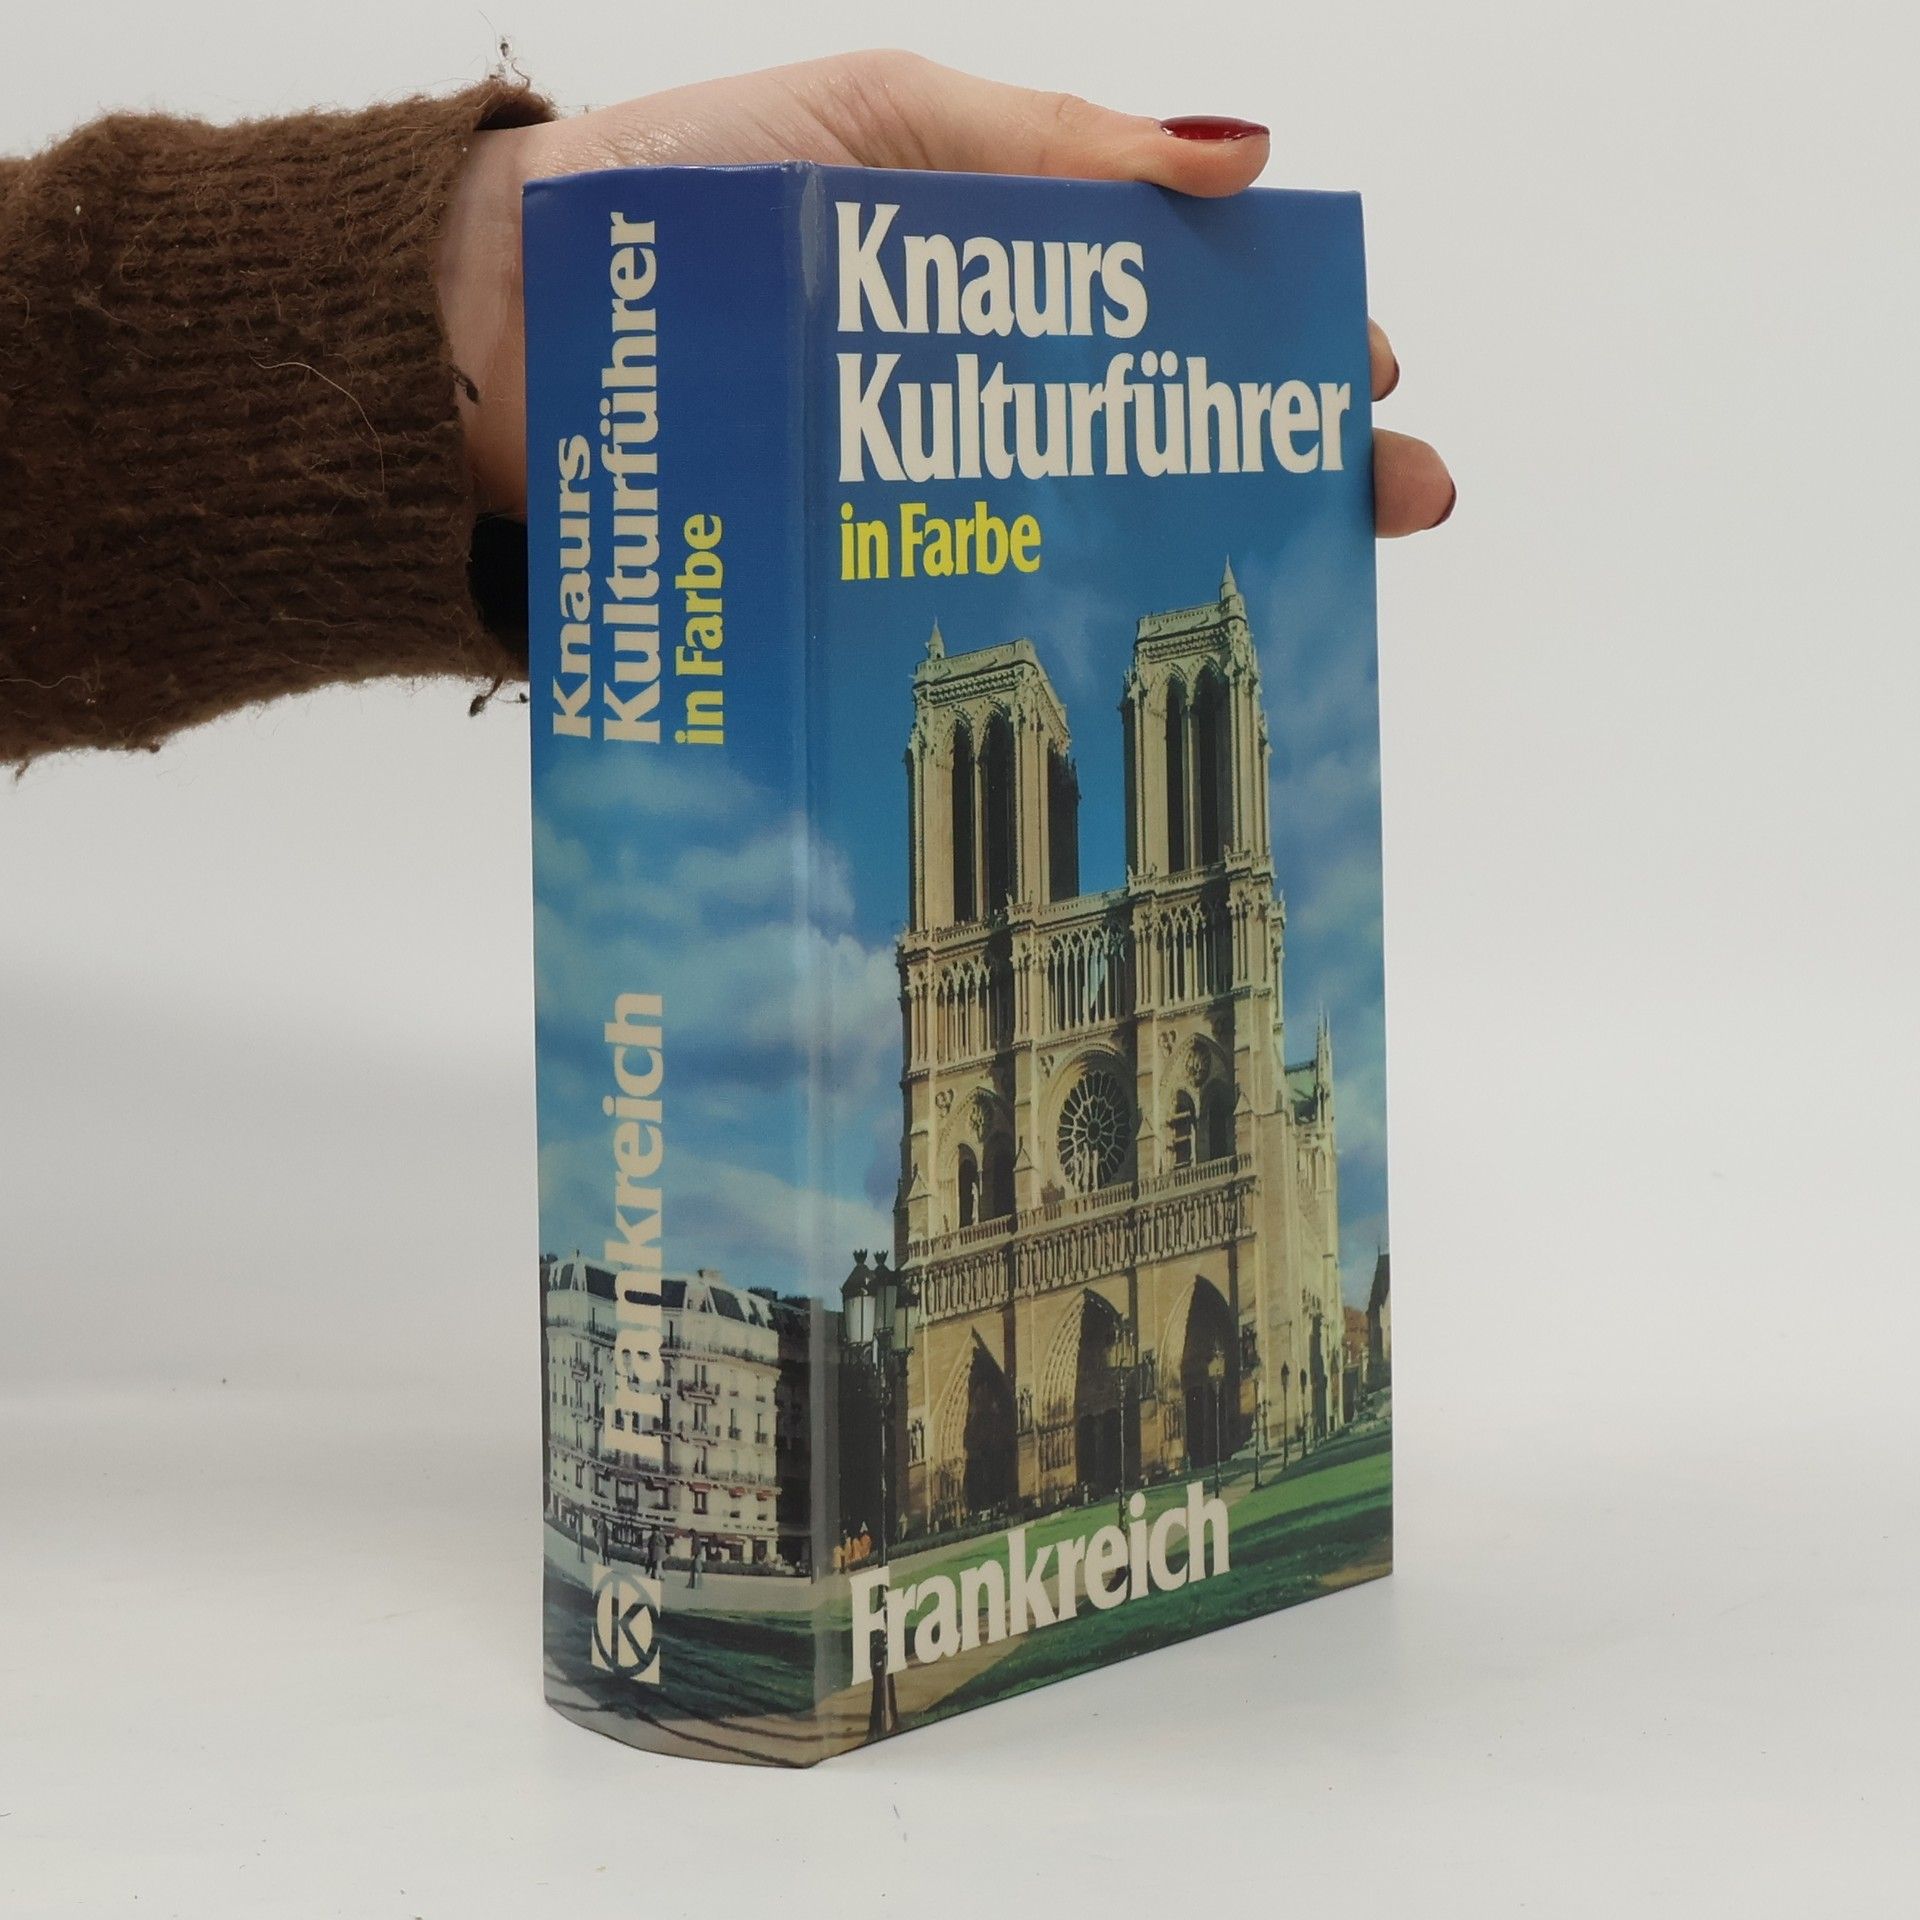 Knaurs
Kulturführer
in Farbe
Frankreich
K
Knaurs
Kulturführer
in Farbe
Frankreich